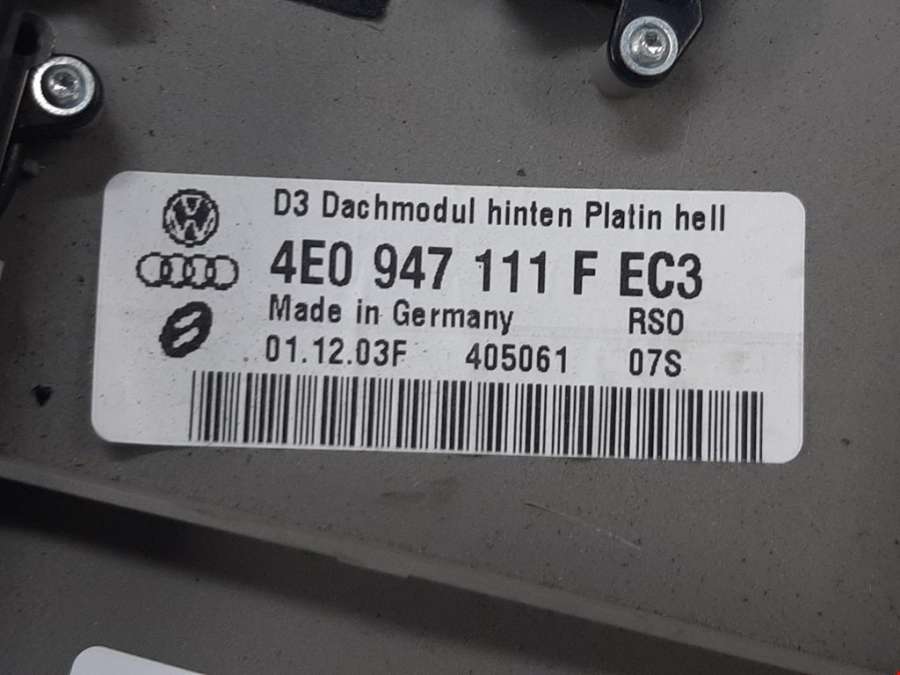 D3 Dachmodul hinten Platin hell
4E0 947 111 F EC3
Made in Germany RSO
01.12.03F 405061 07S